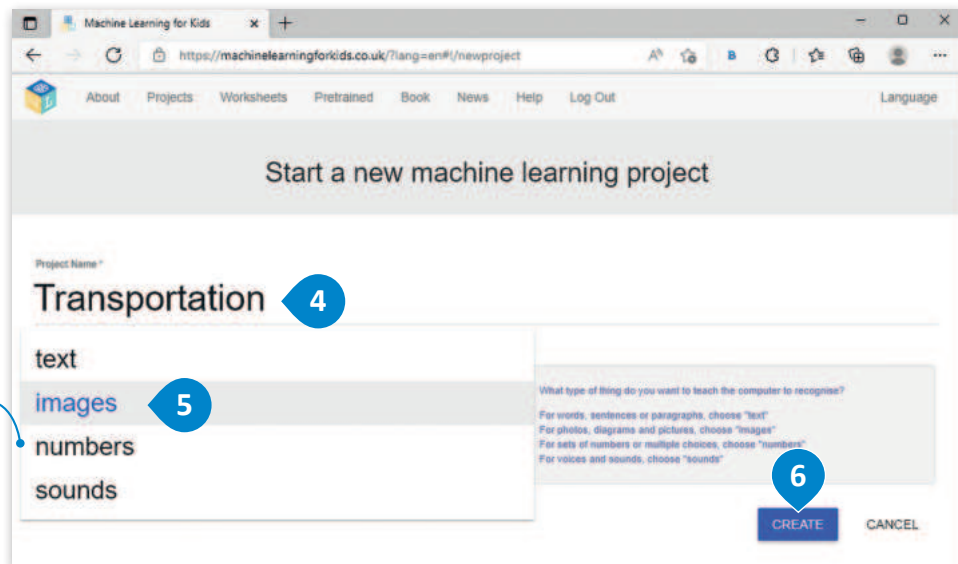 Machine Learning for Kids
https://machinelearningforkids.co.uk/?lang=en#!/newproject
About Projects Worksheets Pretrained Book News Help Log Out Language
Start a new machine learning project
Project Name *
Transportation 4
text
images 5
numbers
sounds
What type of thing do you want to teach the computer to recognise?
For words, sentences or paragraphs, choose "text"
For photos, diagrams and pictures, choose "images"
For sets of numbers or multiple choices, choose "numbers"
For voices and sounds, choose "sounds"
6
CREATE CANCEL